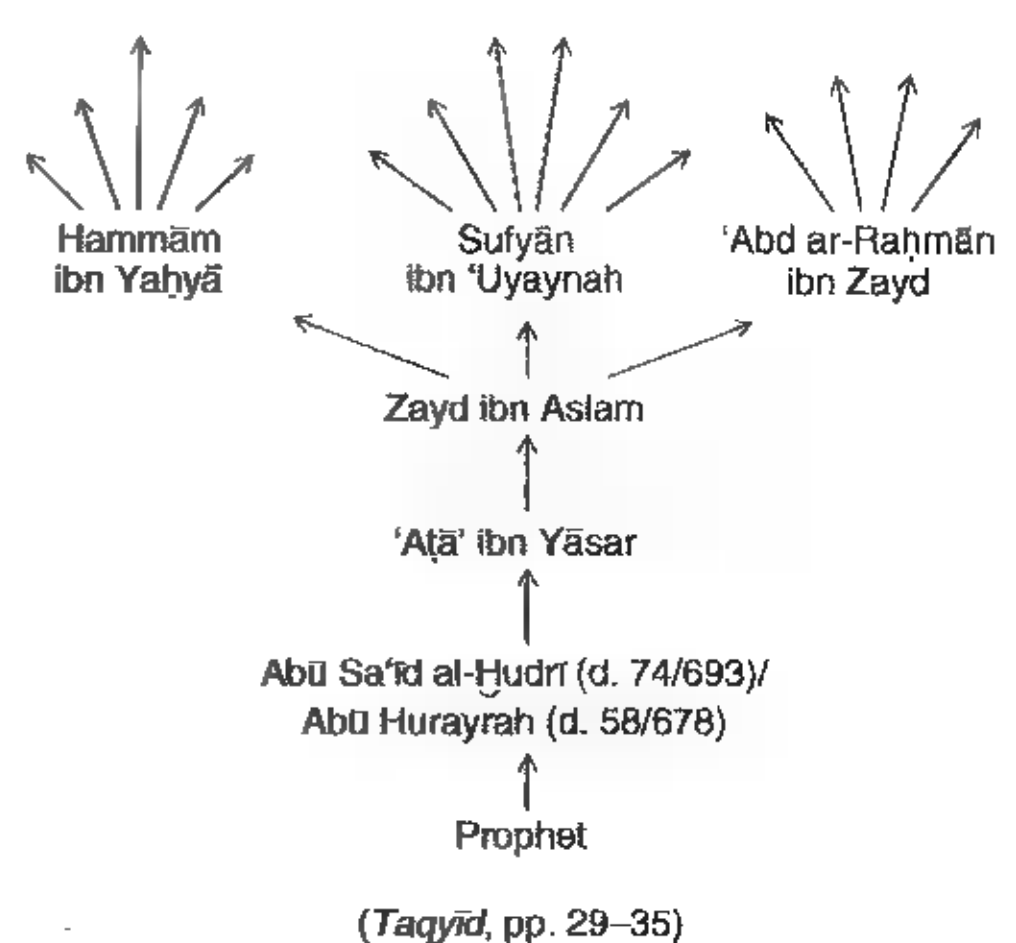 Hammām
ibn Yaḥyā
Sufyān
ibn ‘Uyaynah
‘Abd ar-Raḥmān
ibn Zayd
Zayd ibn Aslam
‘Aṭā’ ibn Yāsar
Abū Sa‘īd al-Ḫudrī (d. 74/693)/
Abū Hurayrah (d. 58/678)
Prophet
(Taqyīd, pp. 29–35)